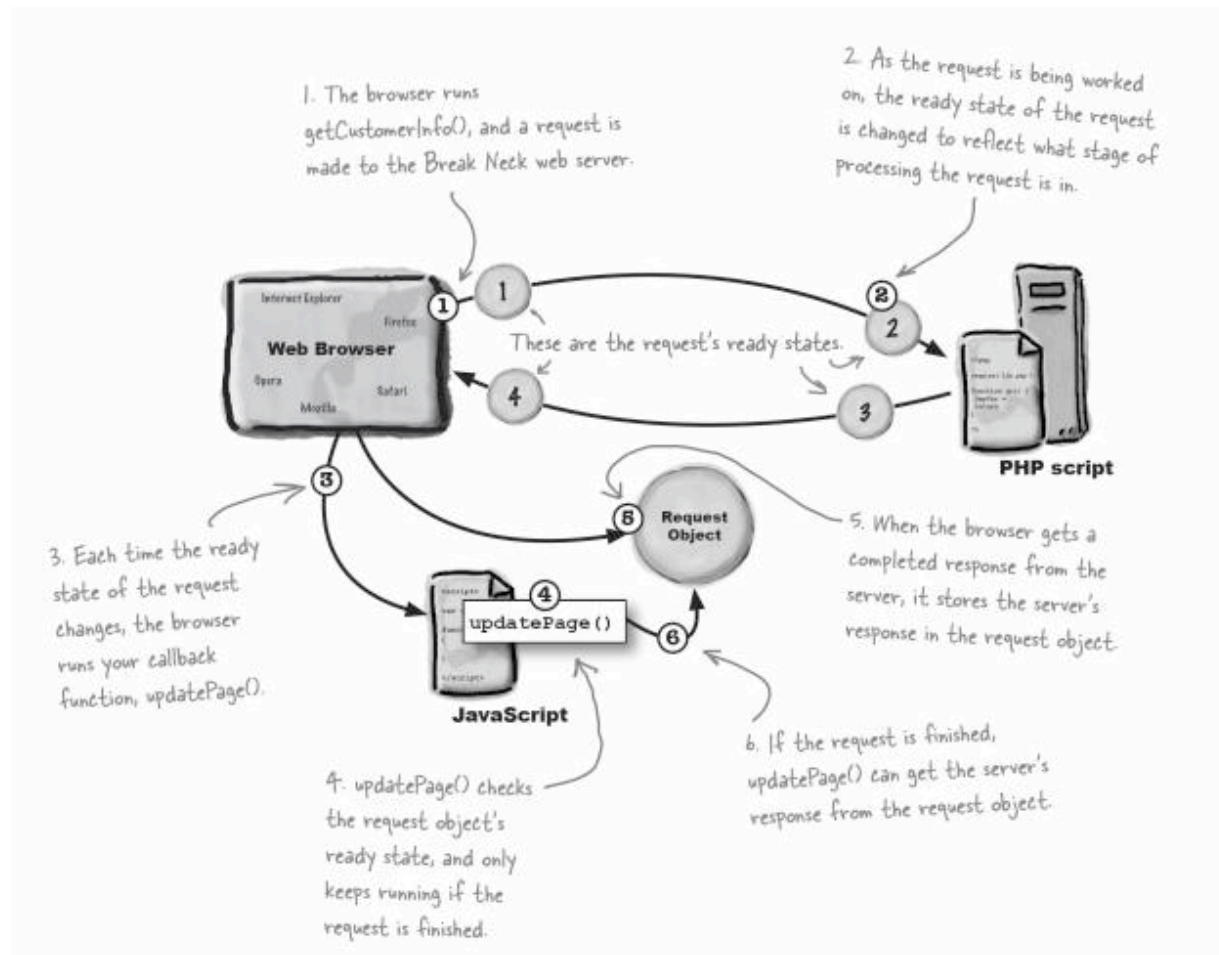 1. The browser runs
getCustomerInfo(), and a request is
made to the Break Neck web server.
2. As the request is being worked
on, the ready state of the request
is changed to reflect what stage of
processing the request is in.
Internet Explorer
Firefox
Web Browser
Opera
Safari
Mozilla
1
1
2
2
These are the request's ready states.
4
3
PHP script
3
5
Request
Object
3. Each time the ready
state of the request
changes, the browser
runs your callback
function, updatePage().
5. When the browser gets a
completed response from the
server, it stores the server's
response in the request object.
4
updatePage()
6
JavaScript
4. updatePage() checks
the request object's
ready state, and only
keeps running if the
request is finished.
6. If the request is finished,
updatePage() can get the server's
response from the request object.